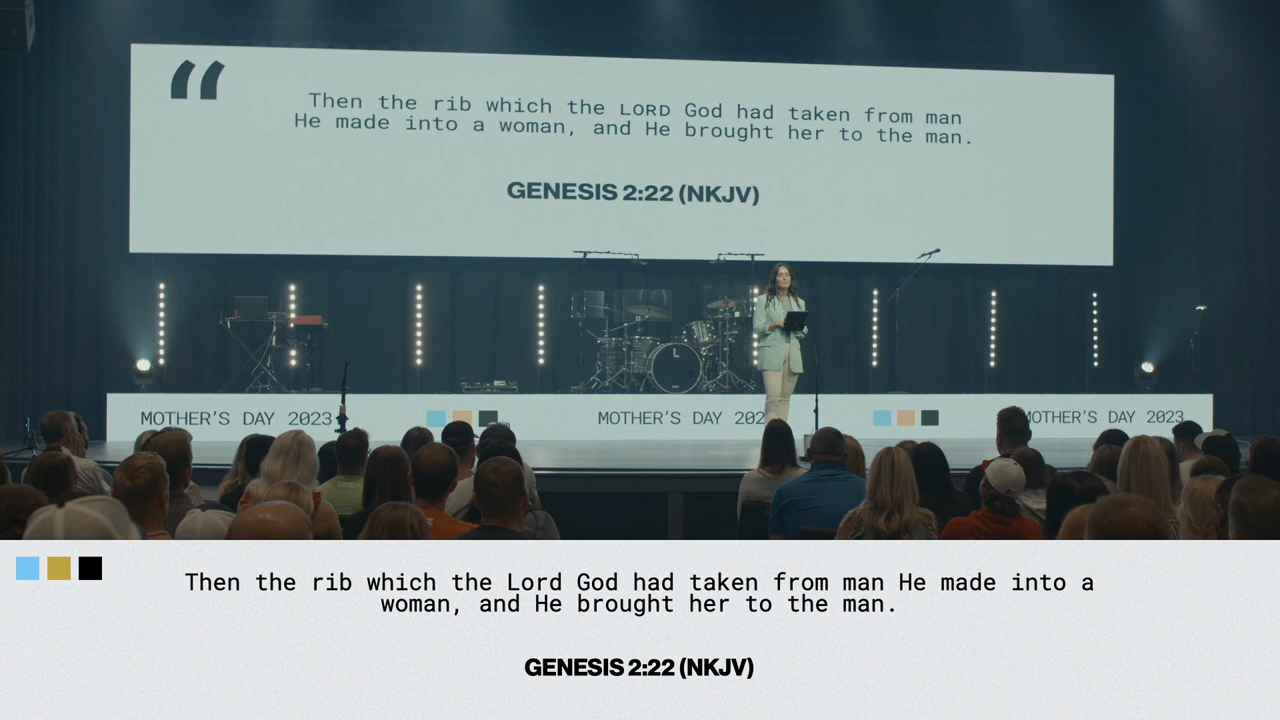 “
Then the rib which the LORD God had taken from man
He made into a woman, and He brought her to the man.
GENESIS 2:22 (NKJV)
L
MOTHER'S DAY 2023
MOTHER'S DAY 202
MOTHER'S DAY 2023
Then the rib which the Lord God had taken from man He made into a
woman, and He brought her to the man.
GENESIS 2:22 (NKJV)